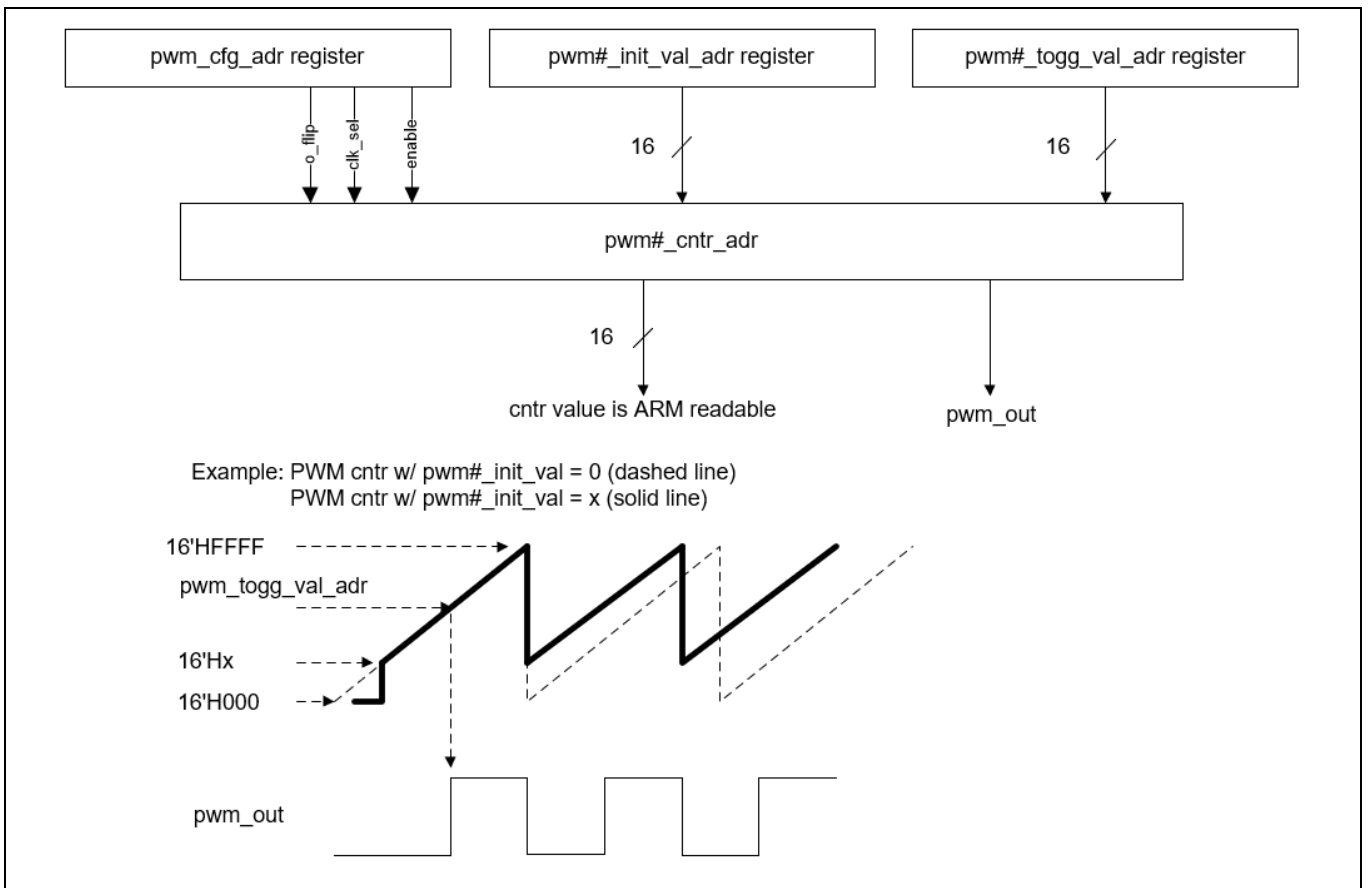 pwm_cfg_adr register
pwm#_init_val_adr register
pwm#_togg_val_adr register
o_flip
clk_sel
enable
16
16
pwm#_cntr_adr
16
cntr value is ARM readable
pwm_out
Example: PWM cntr w/ pwm#_init_val = 0 (dashed line)
PWM cntr w/ pwm#_init_val = x (solid line)
16'HFFFF
pwm_togg_val_adr
16'Hx
16'H000
pwm_out